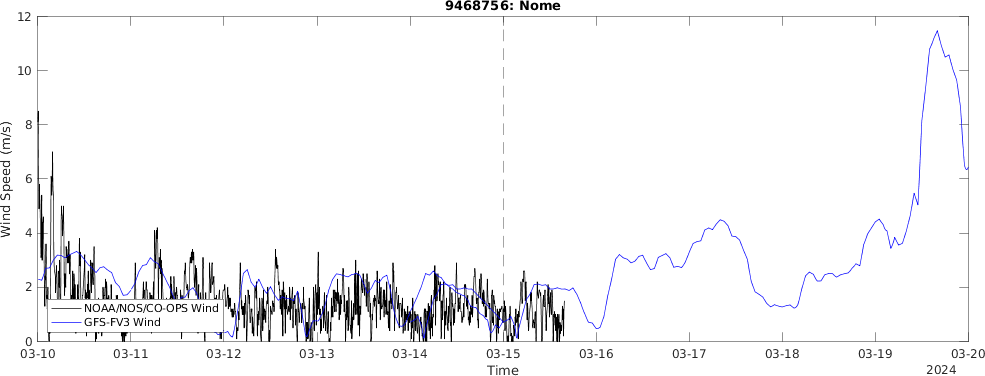 9468756: Nome
12
10
8
6
4
2
0
Wind Speed (m/s)
NOAA/NOS/CO-OPS Wind
GFS-FV3 Wind
03-10 03-11 03-12 03-13 03-14 03-15 03-16 03-17 03-18 03-19 03-20
Time
2024